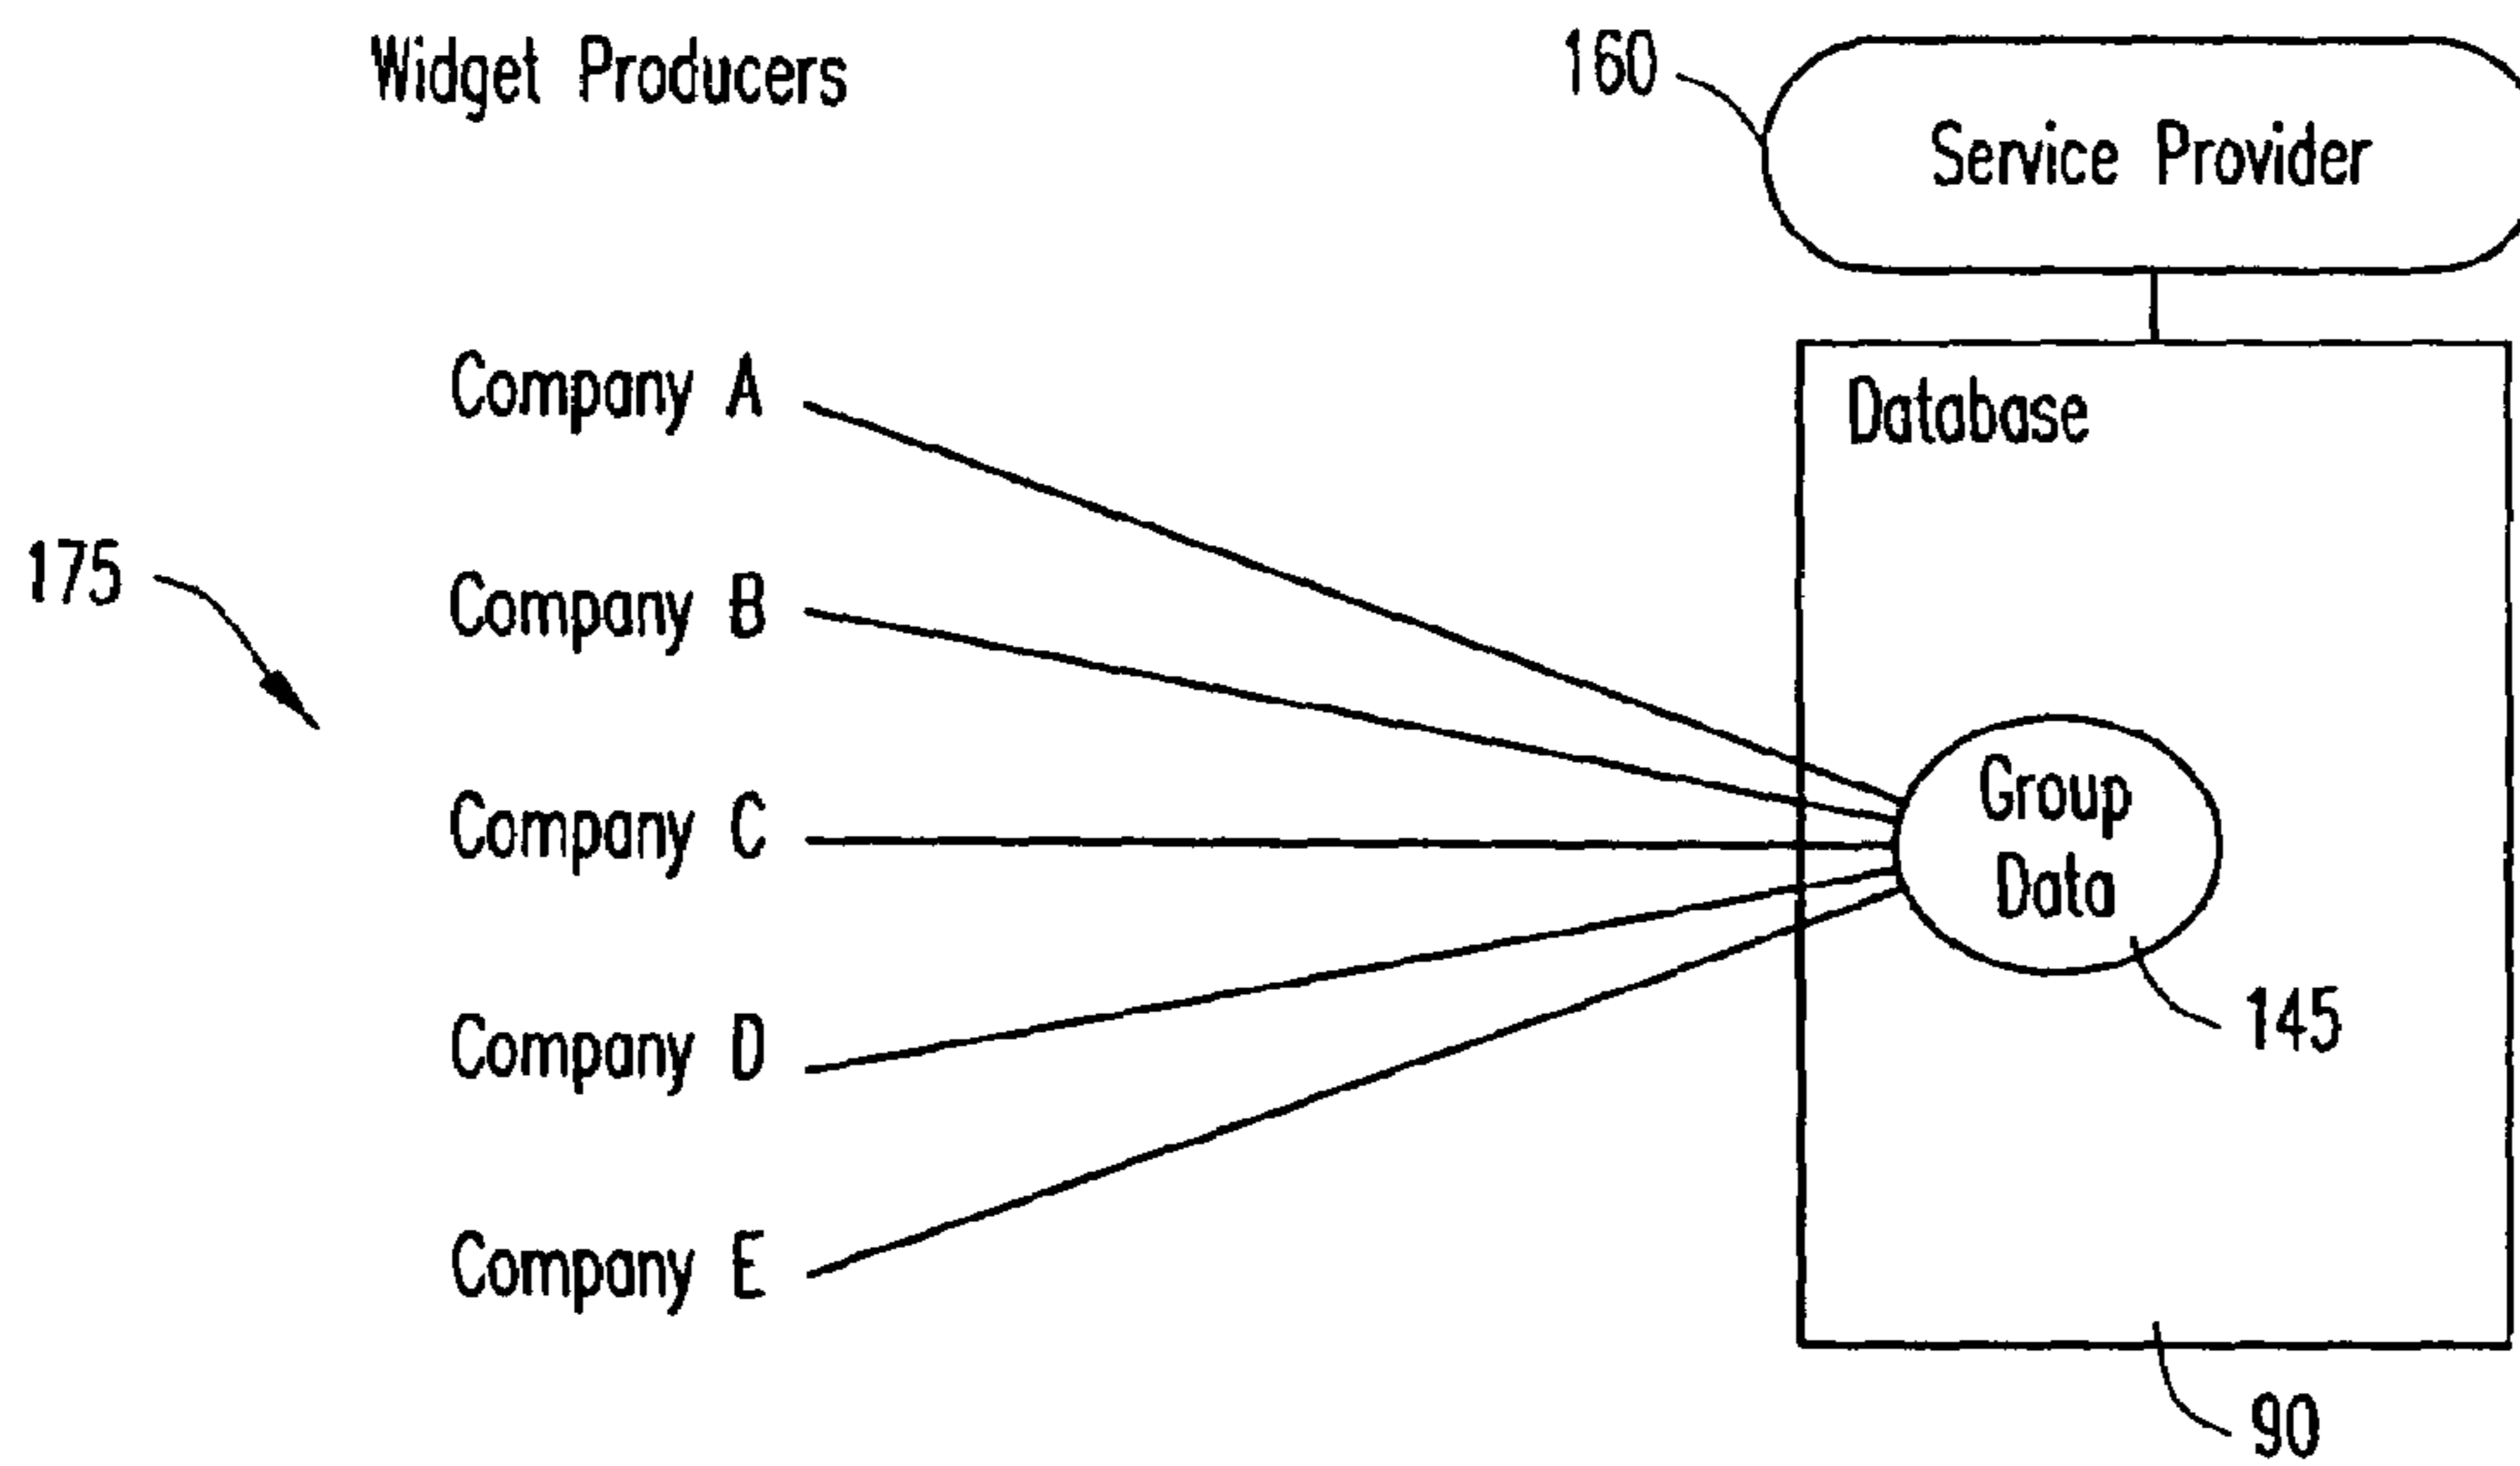 Widget Producers
160
Service Provider
Company A
Database
175
Company B
Company C
Group
Data
Company D
145
Company E
90